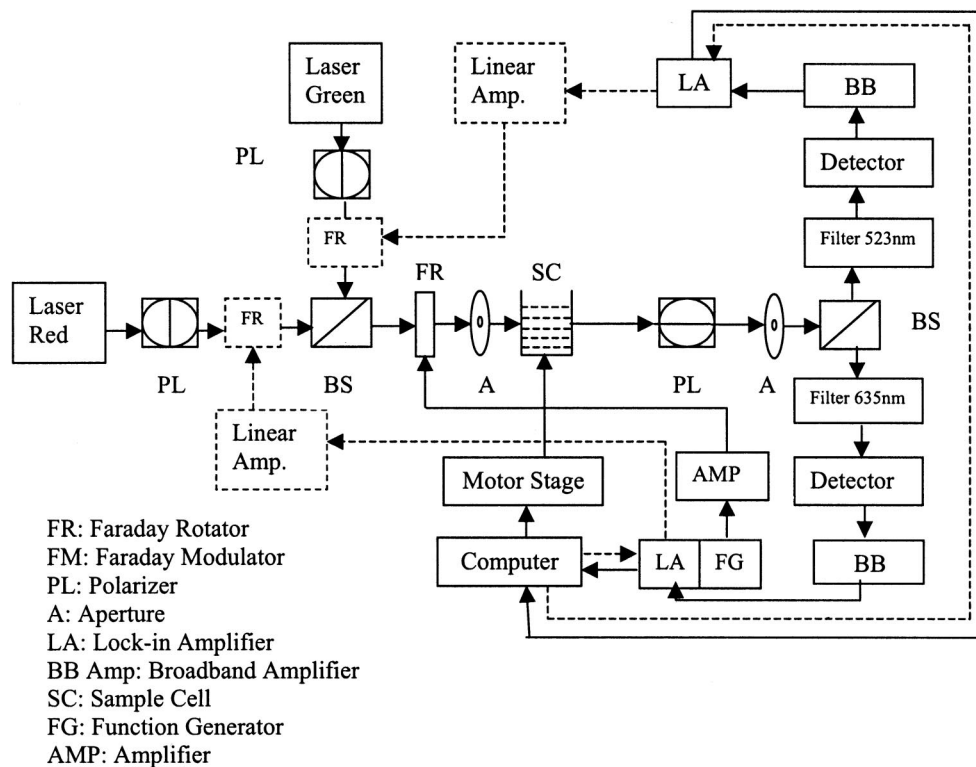 Laser
Green
Linear
Amp.
LA
BB
PL
Detector
FR
Filter 523nm
FR
SC
Laser
Red
FR
BS
PL
BS
A
PL
A
Filter 635nm
Linear
Amp.
Motor Stage
AMP
Detector
Computer
LA
FG
BB
FR: Faraday Rotator
FM: Faraday Modulator
PL: Polarizer
A: Aperture
LA: Lock-in Amplifier
BB Amp: Broadband Amplifier
SC: Sample Cell
FG: Function Generator
AMP: Amplifier